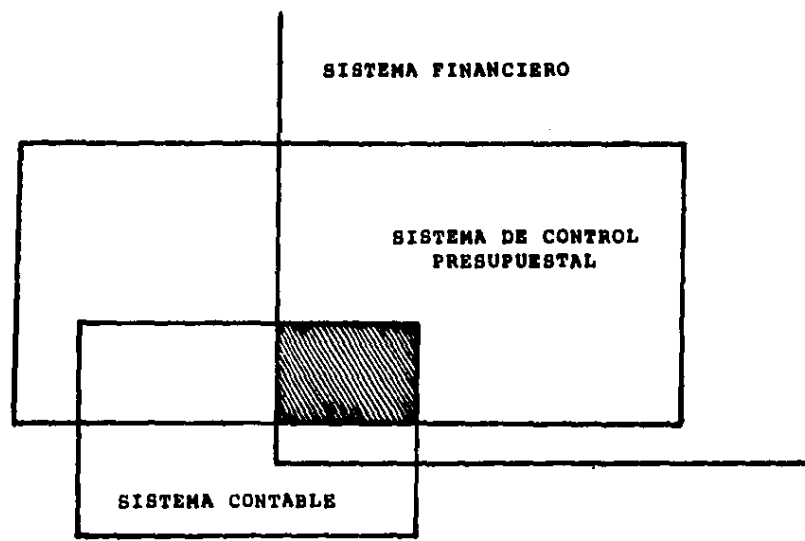 SISTEMA FINANCIERO
SISTEMA DE CONTROL
PRESUPUESTAL
SISTEMA CONTABLE